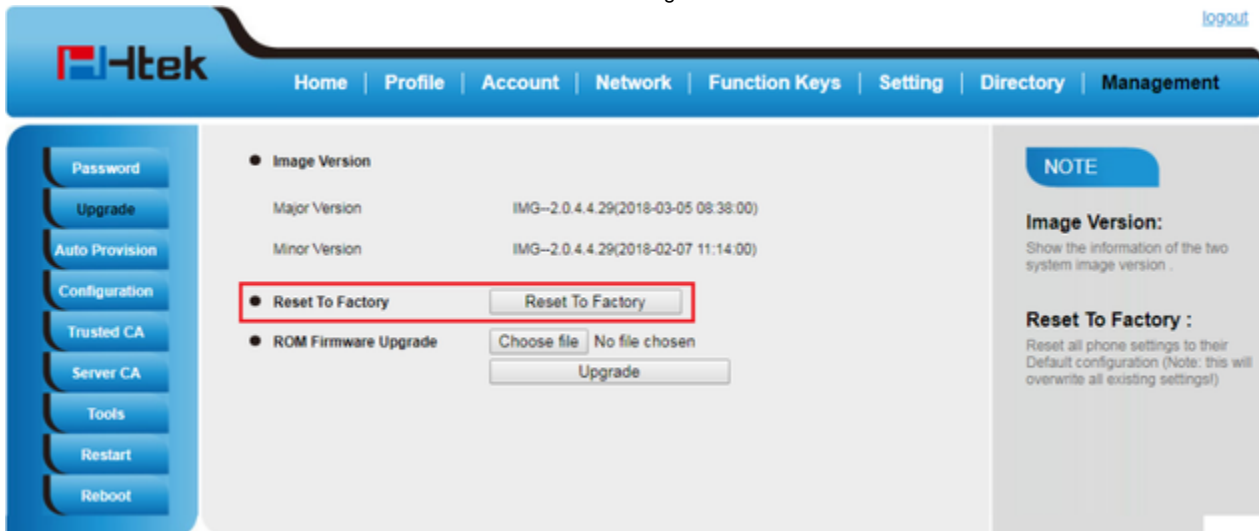 logout
Htek
Home | Profile | Account | Network | Function Keys | Setting | Directory | Management
Password
Upgrade
Auto Provision
Configuration
Trusted CA
Server CA
Tools
Restart
Reboot
Image Version
Major Version IMG--2.0.4.4.29(2018-03-05 08:38:00)
Minor Version IMG--2.0.4.4.29(2018-02-07 11:14:00)
Reset To Factory Reset To Factory
ROM Firmware Upgrade Choose file No file chosen
Upgrade
NOTE
Image Version:
Show the information of the two
system image version .
Reset To Factory :
Reset all phone settings to their
Default configuration (Note: this will
overwrite all existing settings!)